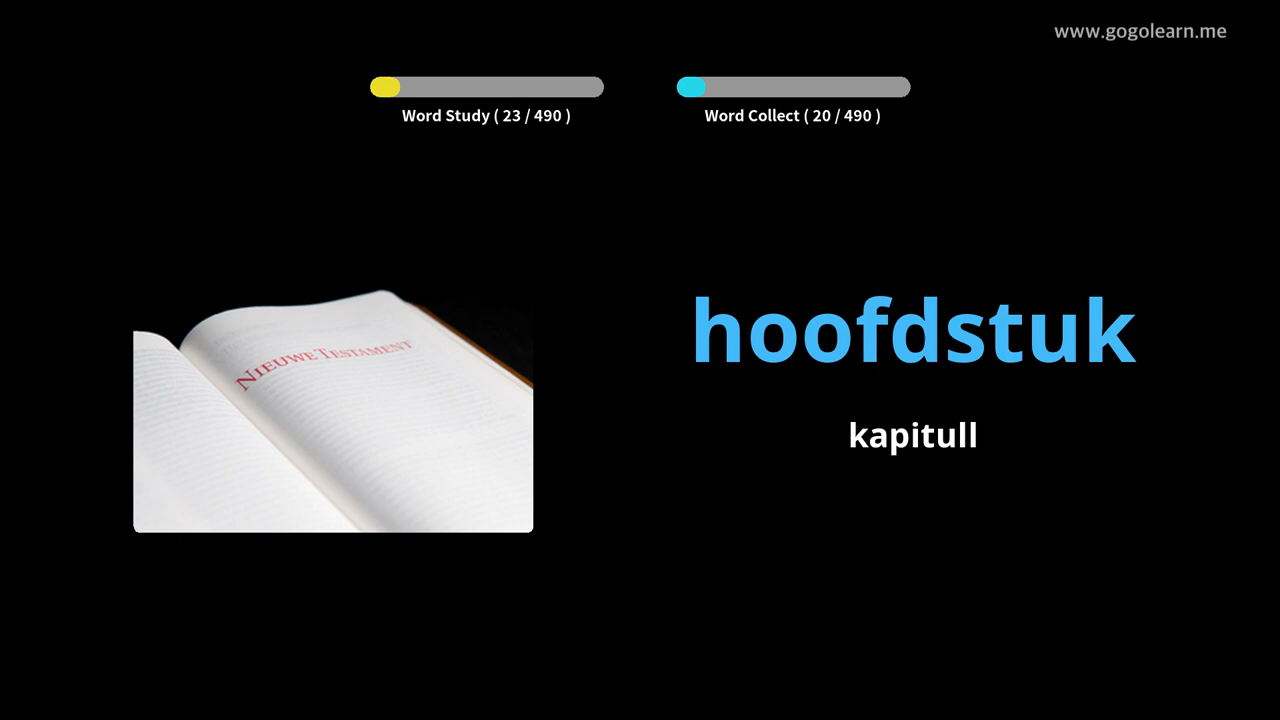 www.gogolearn.me
Word Study ( 23 / 490 )
Word Collect ( 20 / 490 )
NIEUWE TESTAMENT
hoofdstuk
kapitull